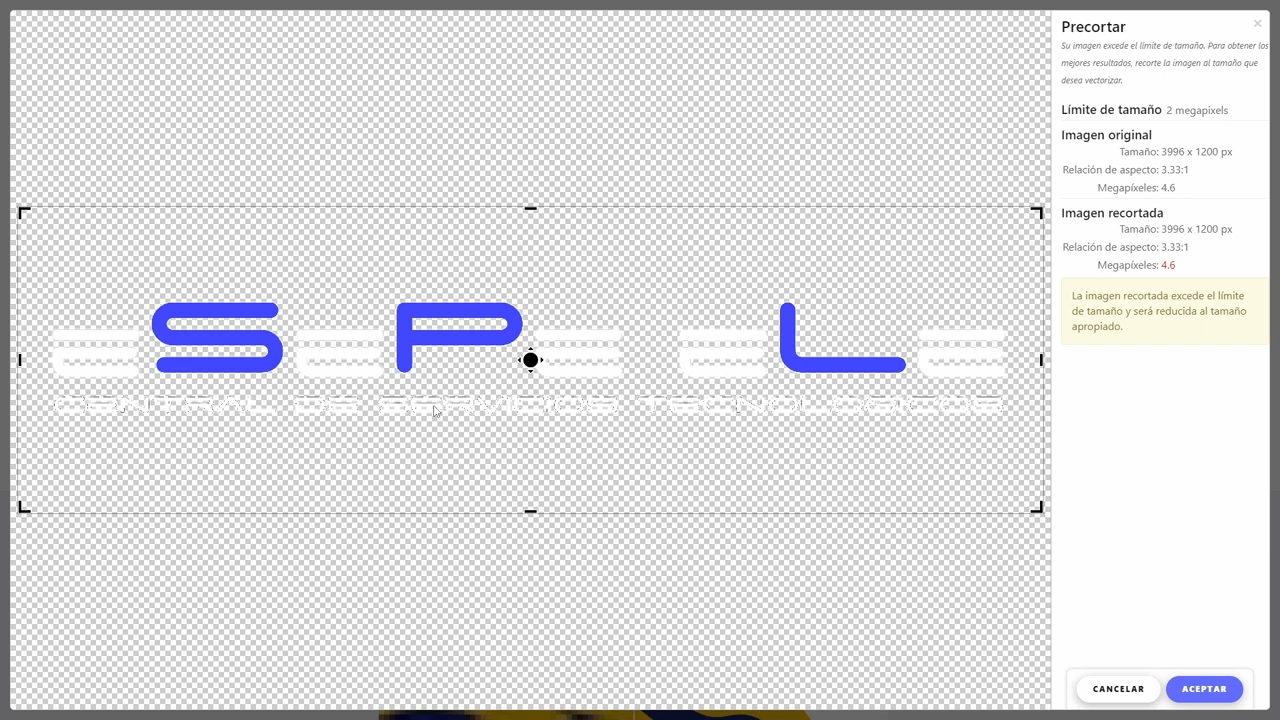 Precortar
×
Su imagen excede el límite de tamaño. Para obtener los
mejores resultados, recorte la imagen al tamaño que
desea vectorizar.
Límite de tamaño 2 megapixels
Imagen original
Tamaño: 3996 x 1200 px
Relación de aspecto: 3.33:1
Megapíxeles: 4.6
Imagen recortada
Tamaño: 3996 x 1200 px
Relación de aspecto: 3.33:1
Megapíxeles: 4.6
La imagen recortada excede el límite
de tamaño y será reducida al tamaño
apropiado.
S P L
CANCELAR ACEPTAR